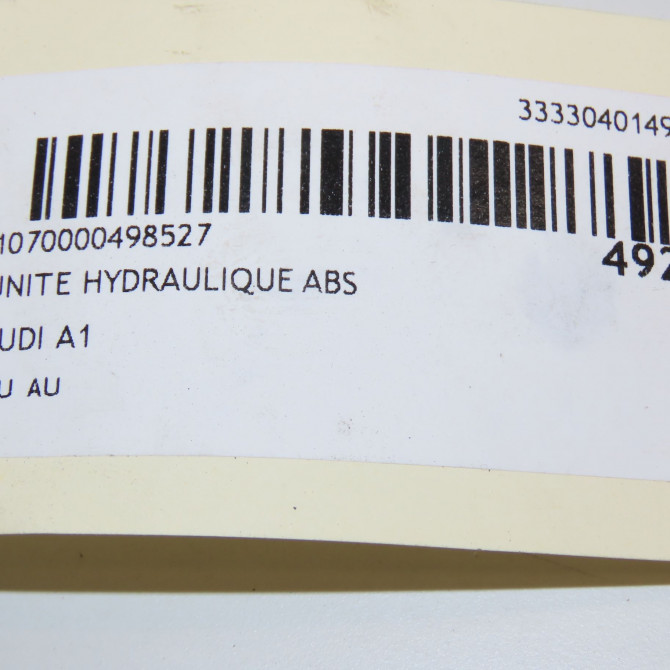 3333040149
1070000498527
492
UNITE HYDRAULIQUE ABS
UDI A1
U AU